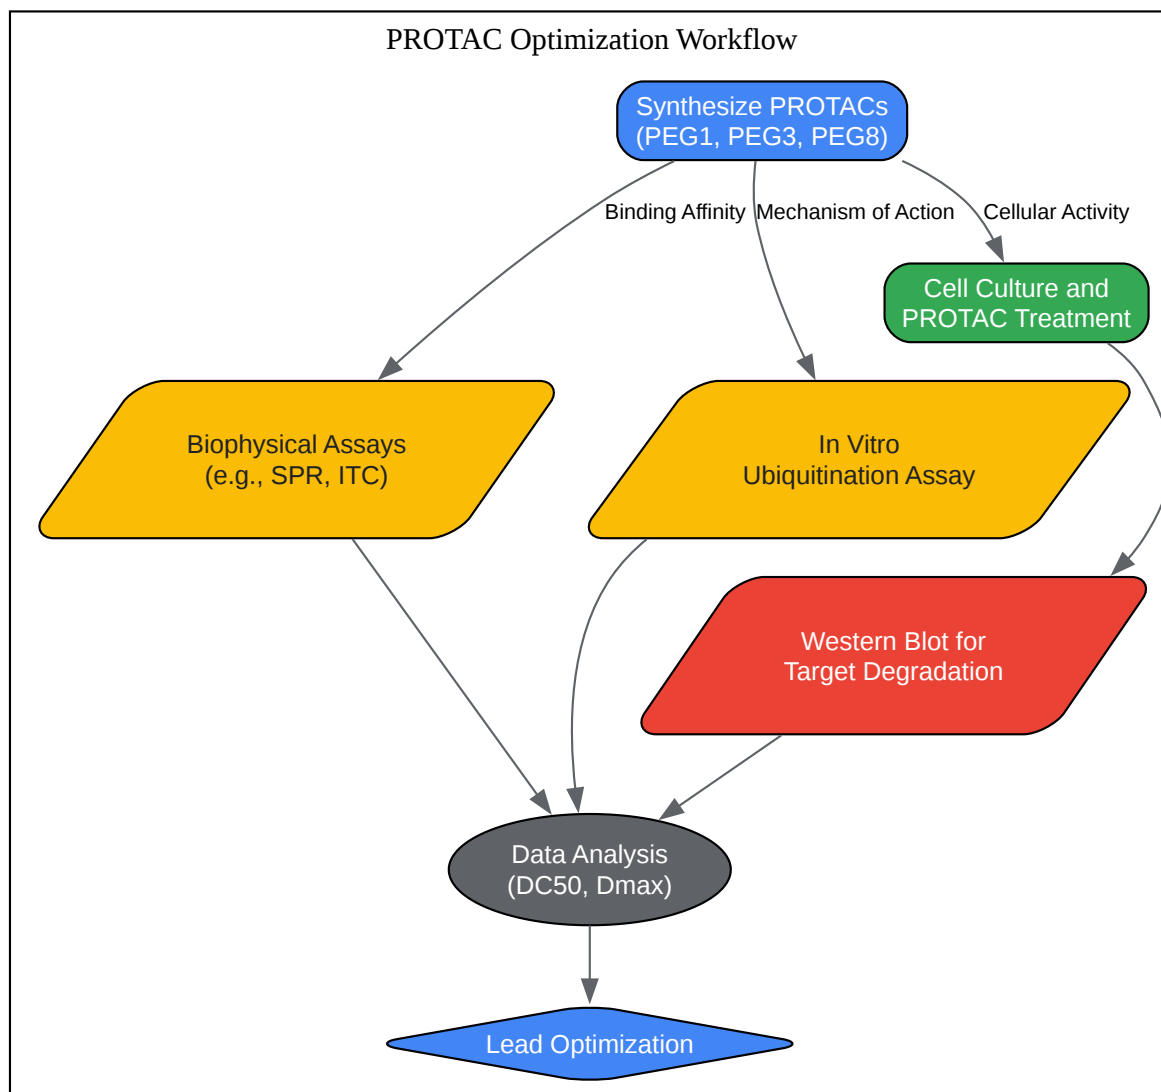 PROTAC Optimization Workflow
Synthesize PROTACs
(PEG1, PEG3, PEG8)
Binding Affinity
Mechanism of Action
Cellular Activity
Cell Culture and
PROTAC Treatment
Biophysical Assays
(e.g., SPR, ITC)
In Vitro
Ubiquitination Assay
Western Blot for
Target Degradation
Data Analysis
(DC50, Dmax)
Lead Optimization